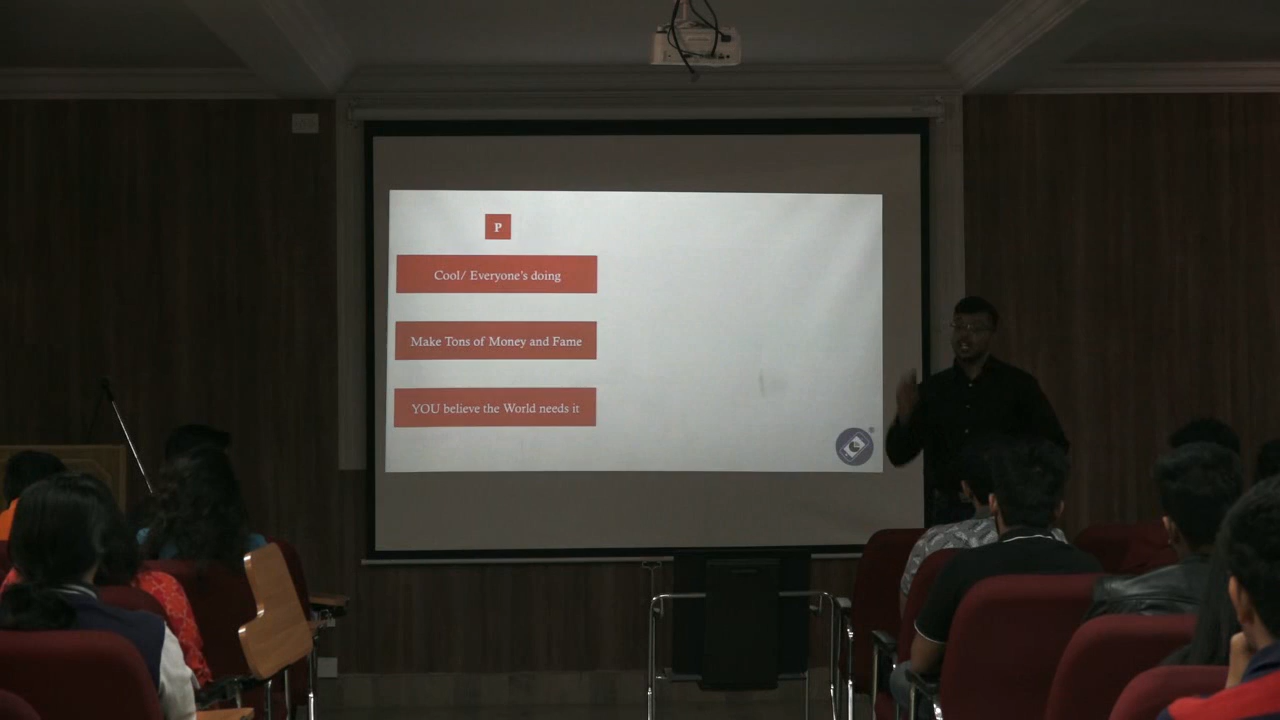 P
Cool/ Everyone's doing
Make Tons of Money and Fame
YOU believe the World needs it
®